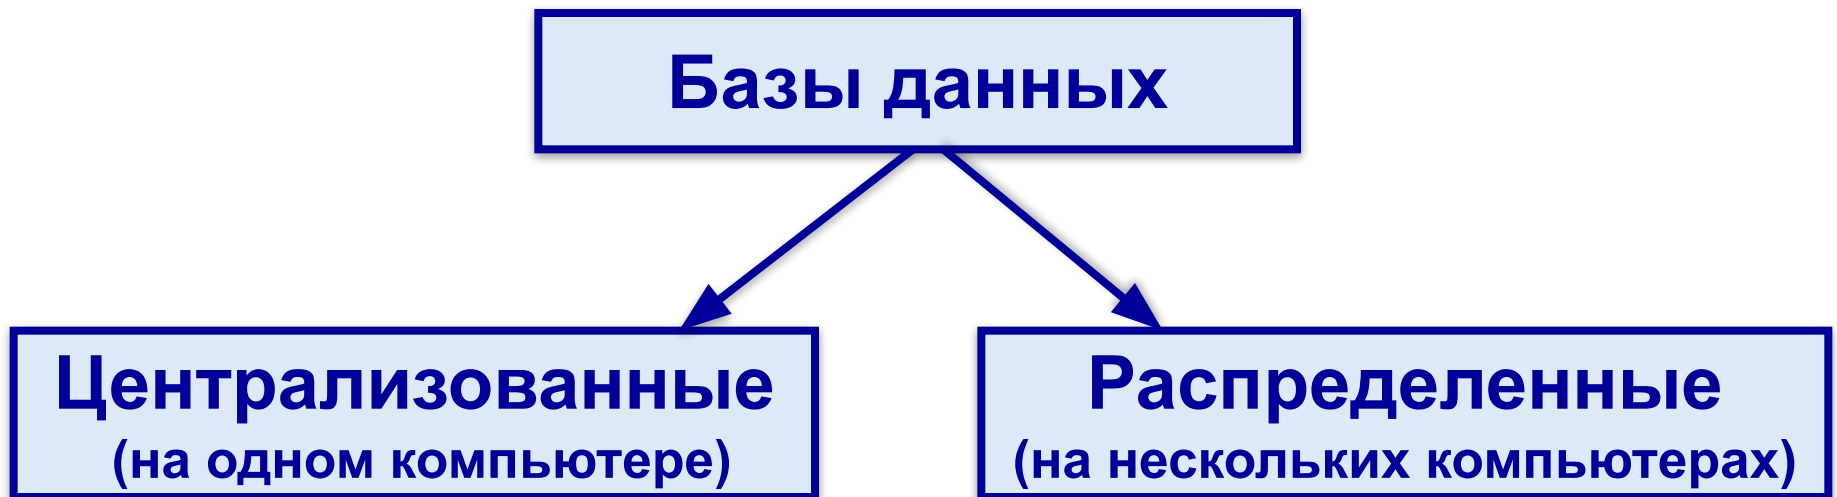 Базы данных
Централизованные
(на одном компьютере)
Распределенные
(на нескольких компьютерах)